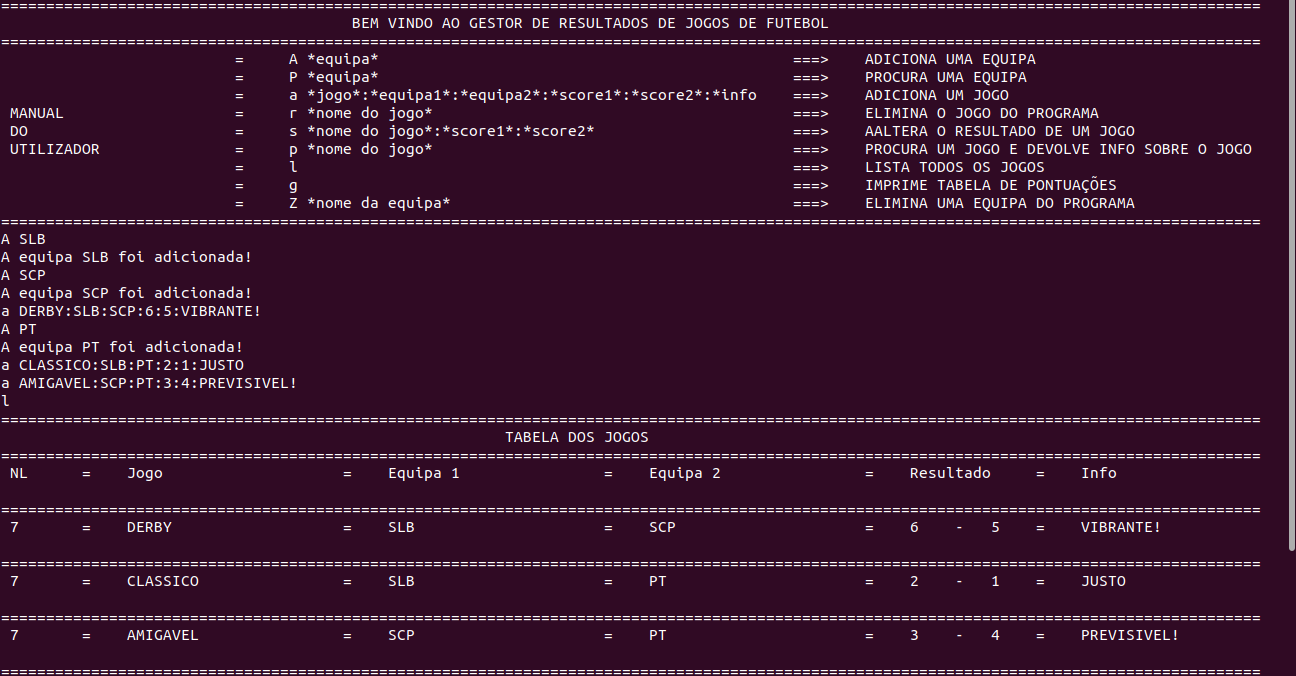 ============================================================================================================================================
BEM VINDO AO GESTOR DE RESULTADOS DE JOGOS DE FUTEBOL
============================================================================================================================================
= A *equipa* ===> ADICIONA UMA EQUIPA
= P *equipa* ===> PROCURA UMA EQUIPA
= a *jogo*:*equipa1*:*equipa2*:*score1*:*score2*:*info ===> ADICIONA UM JOGO
MANUAL = r *nome do jogo* ===> ELIMINA O JOGO DO PROGRAMA
DO = s *nome do jogo*:*score1*:*score2* ===> AALTERA O RESULTADO DE UM JOGO
UTILIZADOR = p *nome do jogo* ===> PROCURA UM JOGO E DEVOLVE INFO SOBRE O JOGO
= l ===> LISTA TODOS OS JOGOS
= g ===> IMPRIME TABELA DE PONTUAÇÕES
= Z *nome da equipa* ===> ELIMINA UMA EQUIPA DO PROGRAMA
============================================================================================================================================
A SLB
A equipa SLB foi adicionada!
A SCP
A equipa SCP foi adicionada!
a DERBY:SLB:SCP:6:5:VIBRANTE!
A PT
A equipa PT foi adicionada!
a CLASSICO:SLB:PT:2:1:JUSTO
a AMIGAVEL:SCP:PT:3:4:PREVISIVEL!
l
============================================================================================================================================
TABELA DOS JOGOS
============================================================================================================================================
NL = Jogo = Equipa 1 = Equipa 2 = Resultado = Info
============================================================================================================================================
7 = DERBY = SLB = SCP = 6 - 5 = VIBRANTE!
============================================================================================================================================
7 = CLASSICO = SLB = PT = 2 - 1 = JUSTO
============================================================================================================================================
7 = AMIGAVEL = SCP = PT = 3 - 4 = PREVISIVEL!
============================================================================================================================================